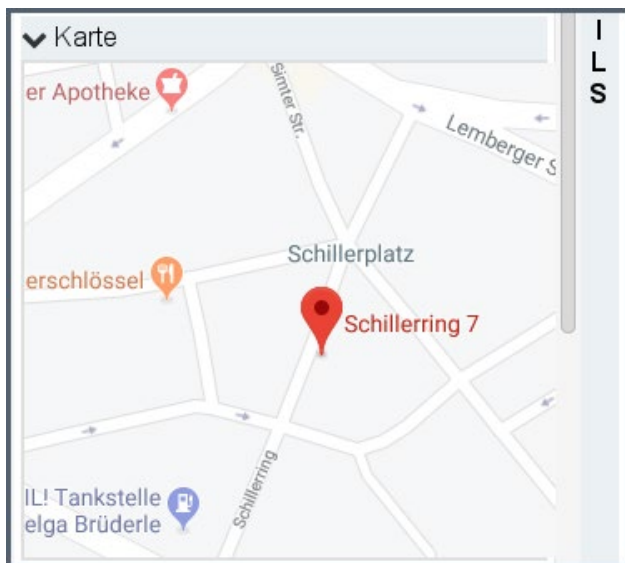 Karte
I
L
S
er Apotheke
Simter Str.
Lemberger S
Schillerplatz
erschlössel
Schillerring 7
IL! Tankstelle
elga Brüderle
Schillerring